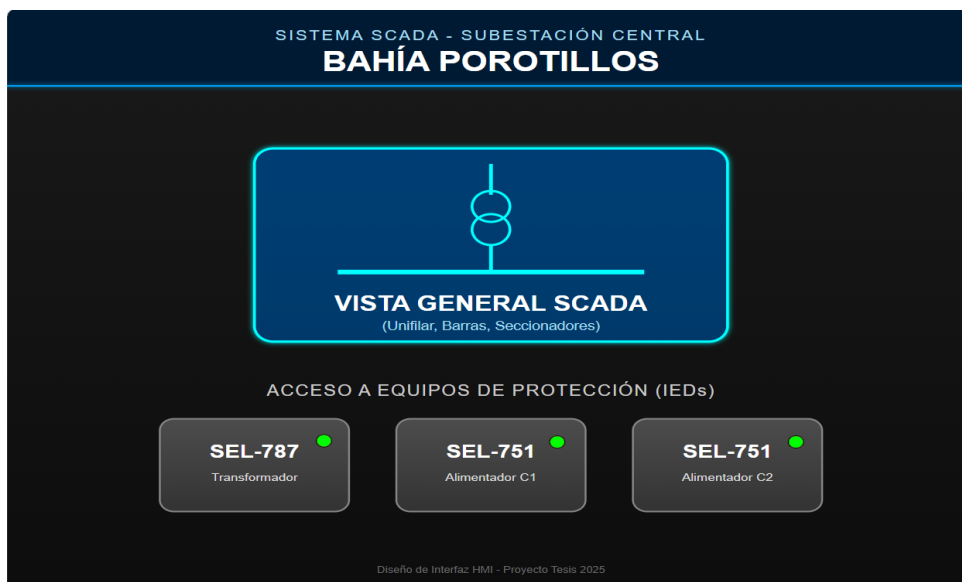 SISTEMA SCADA - SUBESTACIÓN CENTRAL
BAHÍA POROTILLOS
VISTA GENERAL SCADA
(Unifilar, Barras, Seccionadores)
ACCESO A EQUIPOS DE PROTECCIÓN (IEDs)
SEL-787
Transformador
SEL-751
Alimentador C1
SEL-751
Alimentador C2
Diseño de Interfaz HMI - Proyecto Tesis 2025